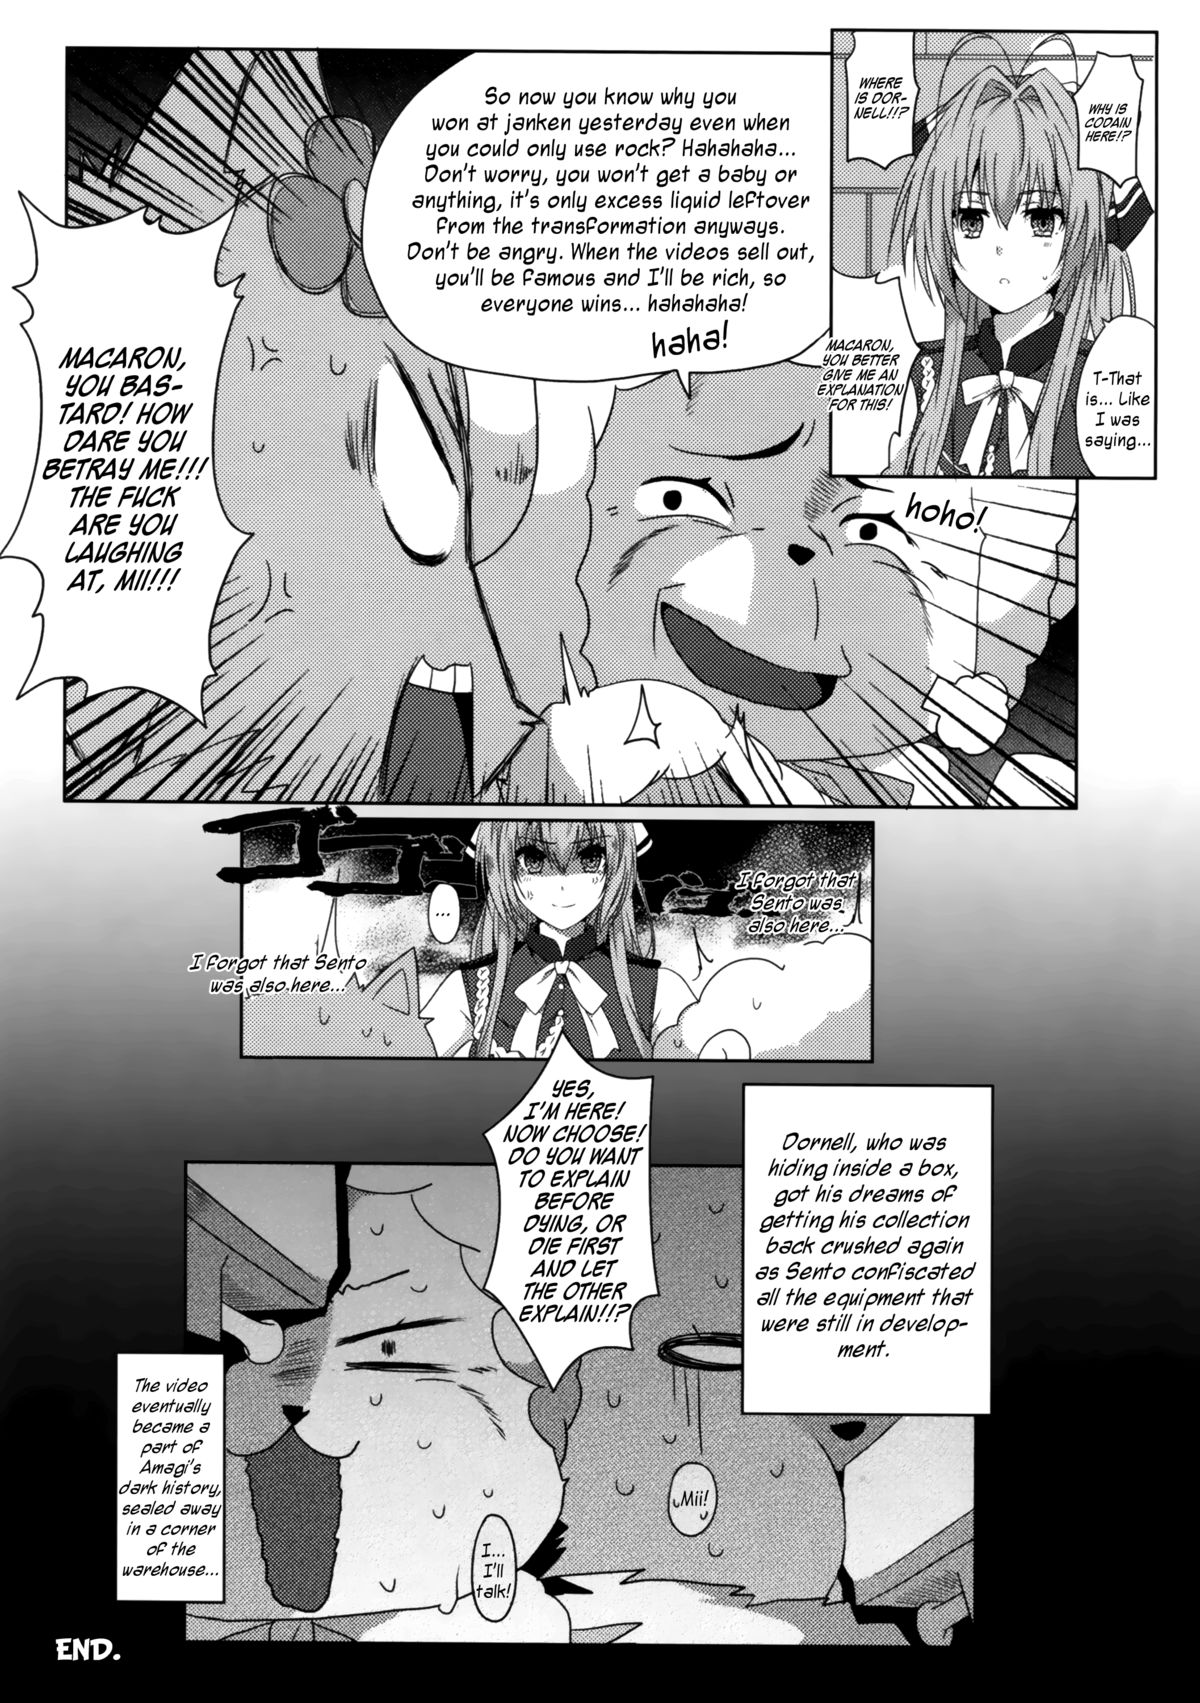 WHY IS
CODAIN
HERE!?
WHERE
IS DOR-
NELL!!?
T-That
is... Like
I was
saying...
MACARON,
YOU BETTER
GIVE ME AN
EXPLANATION
FOR THIS!
So now you know why you
won at janken yesterday even when
you could only use rock? Hahahaha...
Don't worry, you won't get a baby or
anything, it's only excess liquid leftover
from the transformation anyways.
Don't be angry. When the videos sell out,
you'll be famous and I'll be rich, so
everyone wins... hahahaha!
haha!
hoho!
MACARON,
YOU BAS-
TARD! HOW
DARE YOU
BETRAY ME!!!
THE FUCK
ARE YOU
LAUGHING
AT, MII!!!
ゴゴゴ
I forgot that
Sento was
also here...
...
I forgot that Sento
was also here...
YES,
I'M HERE!
NOW CHOOSE!
DO YOU WANT
TO EXPLAIN
BEFORE
DYING, OR
DIE FIRST
AND LET
THE OTHER
EXPLAIN!!?
Dornell, who was
hiding inside a box,
got his dreams of
getting his collection
back crushed again
as Sento confiscated
all the equipment that
were still in develop-
ment.
Mii!
I...
I'll
talk!
The video
eventually
became a
part of
Amagi's
dark history,
sealed away
in a corner
of the
warehouse...
END.